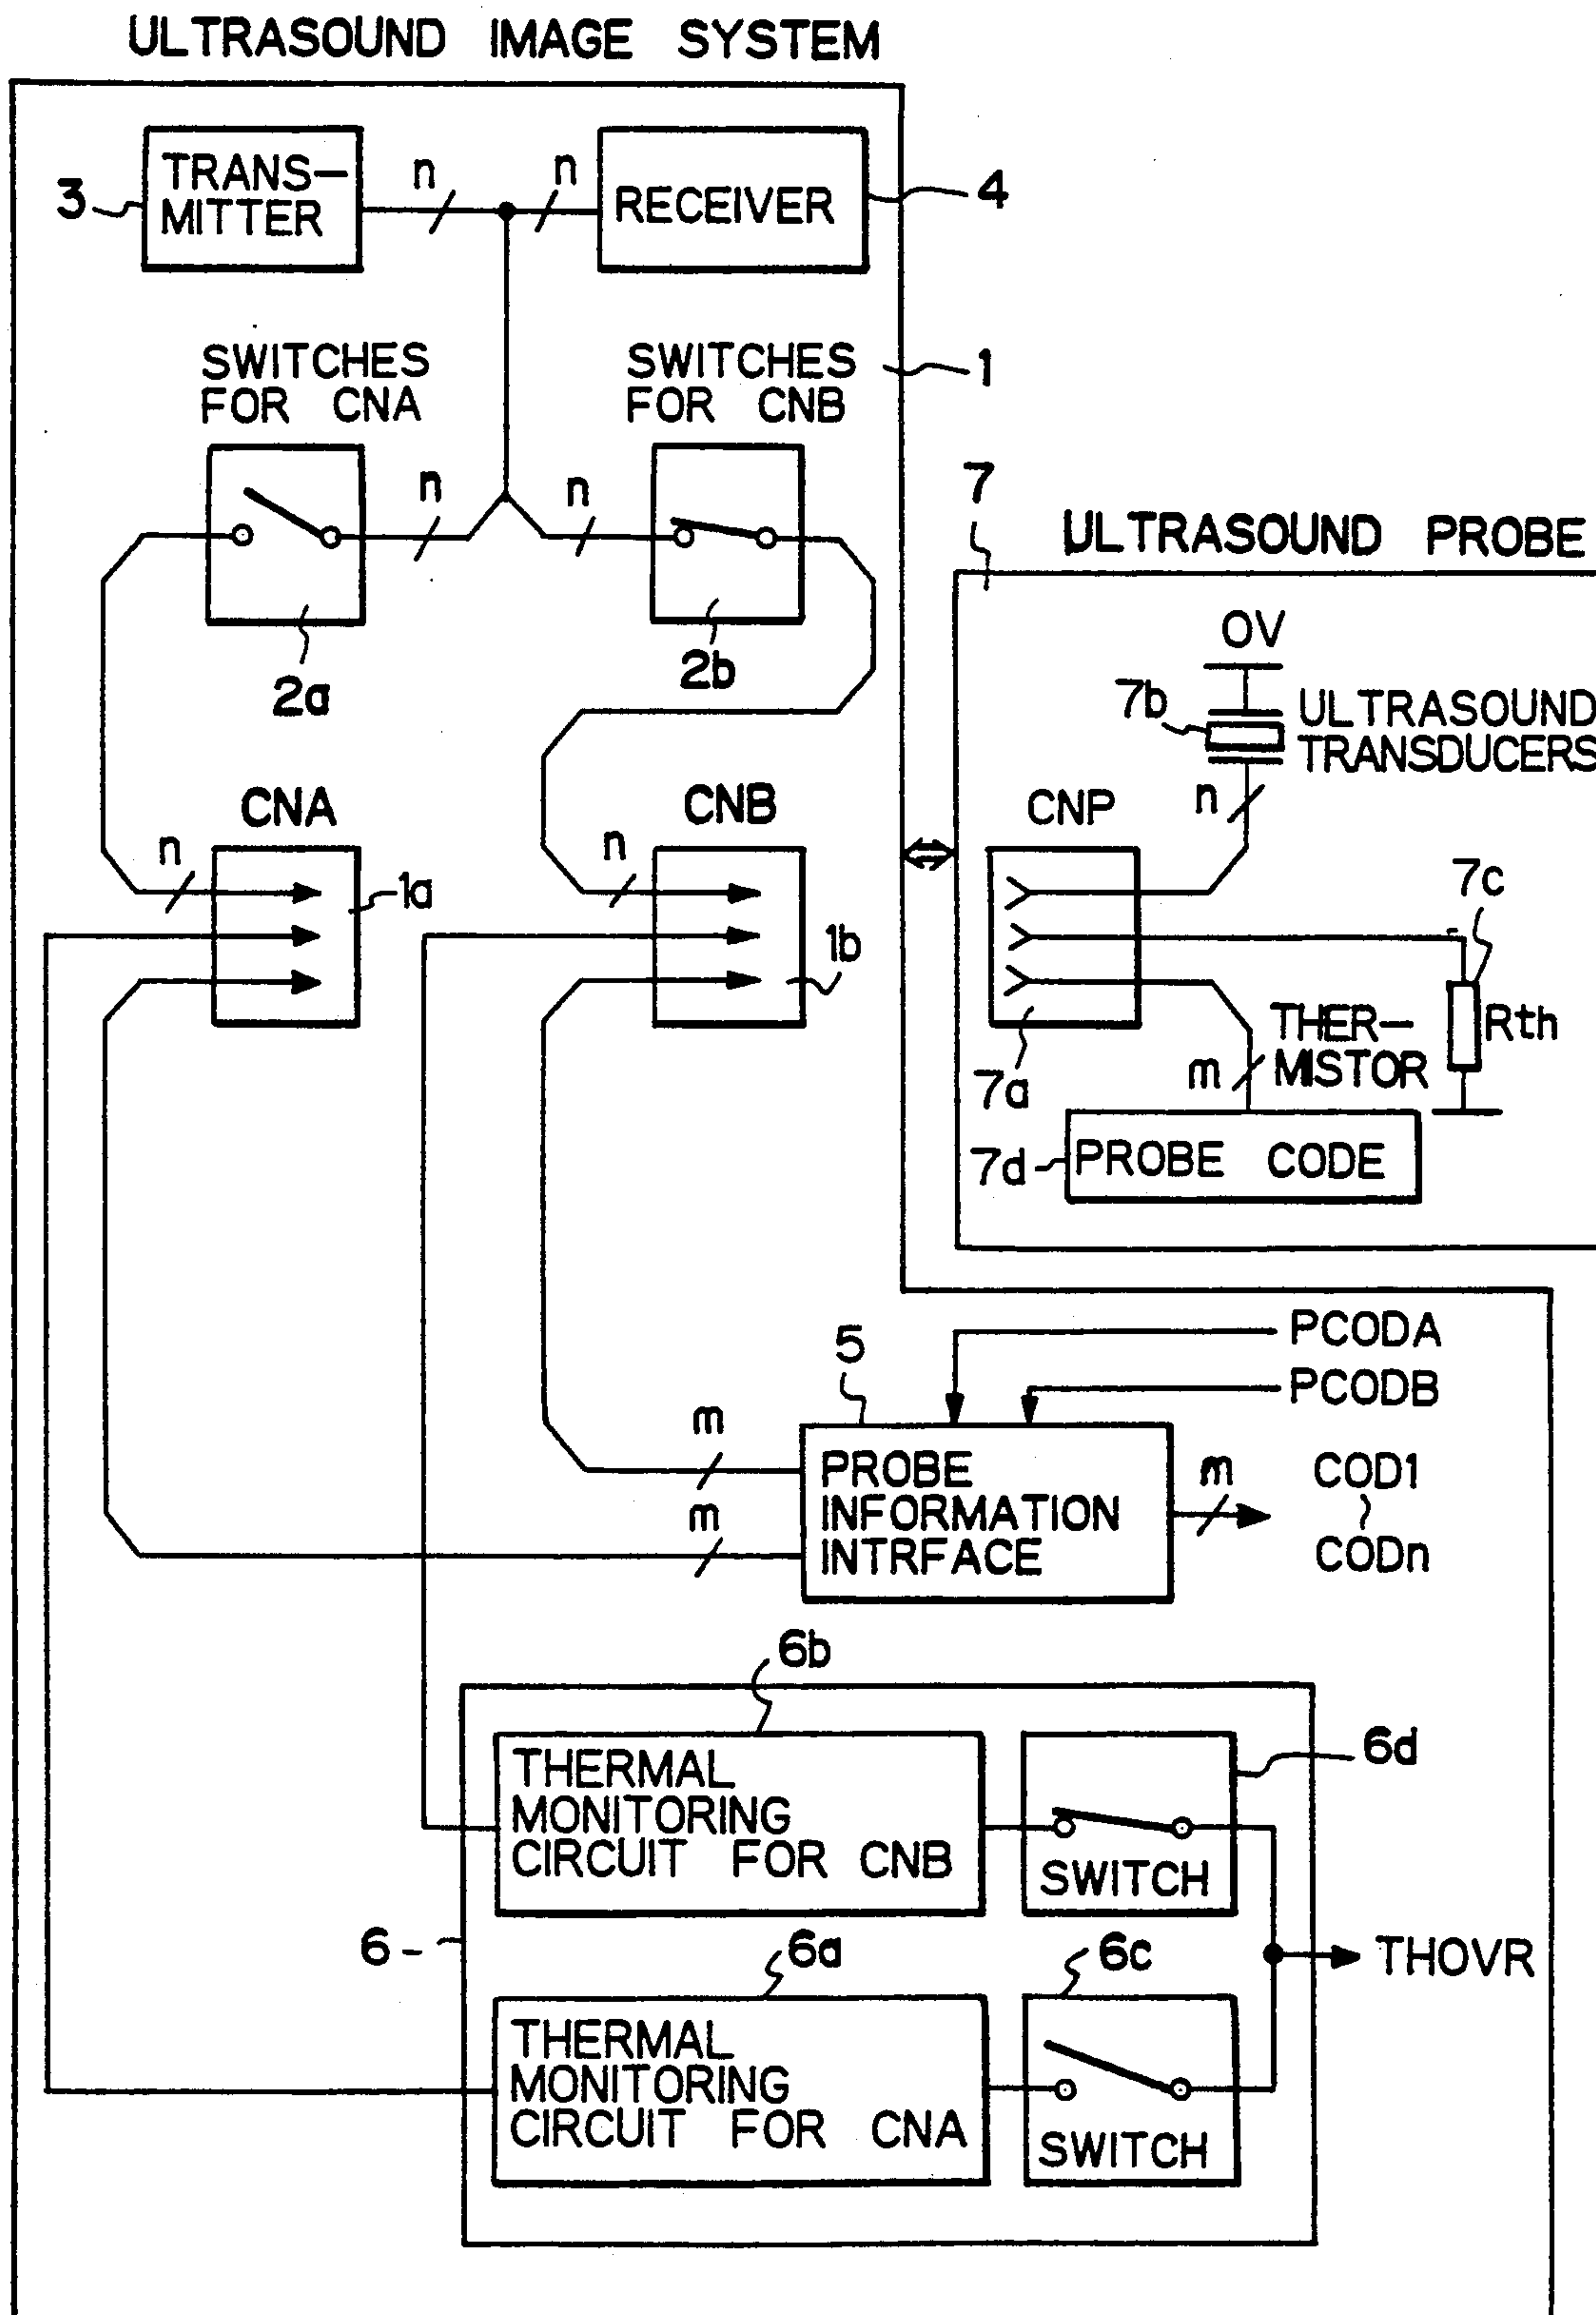 ULTRASOUND IMAGE SYSTEM
TRANS-
MITTER
3
n
n
RECEIVER
4
SWITCHES
FOR CNA
SWITCHES
FOR CNB
1
n
n
2a
2b
7
ULTRASOUND PROBE
0V
7b
ULTRASOUND
TRANSDUCERS
n
CNA
CNB
CNP
n
n
1a
1b
7c
7a
THER-
MISTOR
Rth
m
7d
PROBE CODE
PCODA
PCODB
5
m
m
PROBE
INFORMATION
INTRFACE
m
COD1
CODn
6b
THERMAL
MONITORING
CIRCUIT FOR CNB
6d
SWITCH
6
6a
6c
THOVR
THERMAL
MONITORING
CIRCUIT FOR CNA
SWITCH